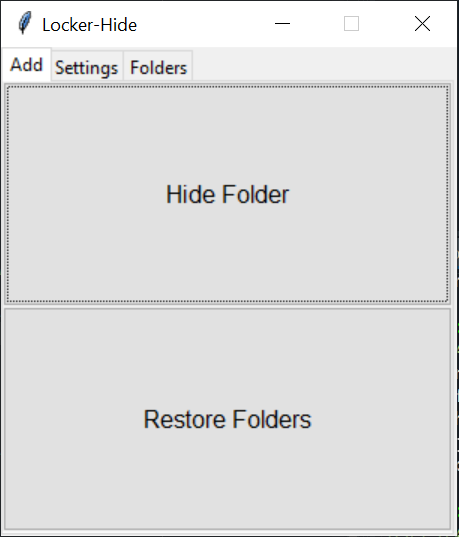 Locker-Hide
Add Settings Folders
Hide Folder
Restore Folders